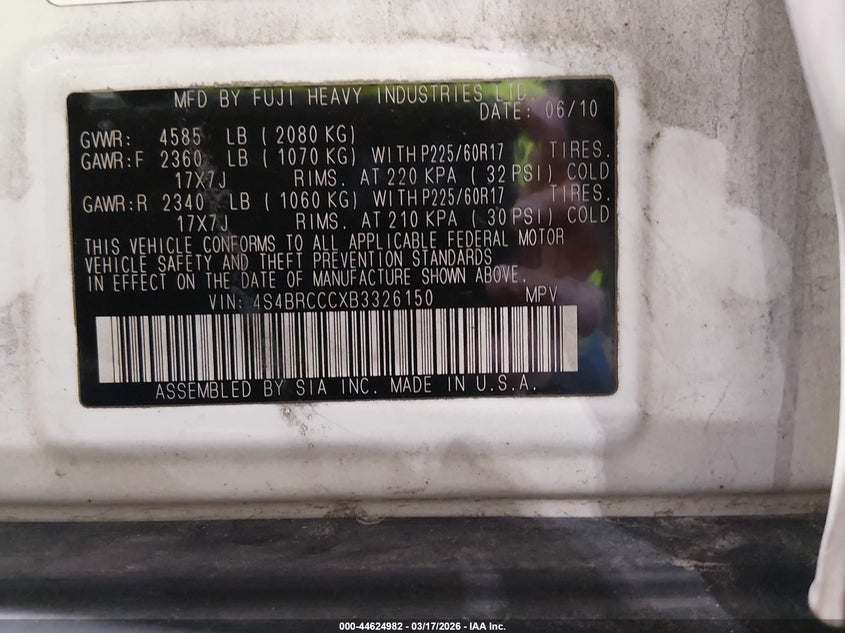 MFD BY FUJI HEAVY INDUSTRIES LTD.
DATE: 06/10
GVWR: 4585 LB (2080 KG)
GAWR:F 2360 LB (1070 KG) WITH P225/60R17 TIRES.
17X7J RIMS. AT 220 KPA (32 PSI) COLD
GAWR:R 2340 LB (1060 KG) WITH P225/60R17 TIRES.
17X7J RIMS. AT 210 KPA (30 PSI) COLD
THIS VEHICLE CONFORMS TO ALL APPLICABLE FEDERAL MOTOR
VEHICLE SAFETY AND THEFT PREVENTION STANDARDS
IN EFFECT ON THE DATE OF MANUFACTURE SHOWN ABOVE.
VIN: 4S4BRCCCXB3326150 MPV
ASSEMBLED BY SIA INC. MADE IN U.S.A.
000-44624982 - 03/17/2026 - IAA Inc.